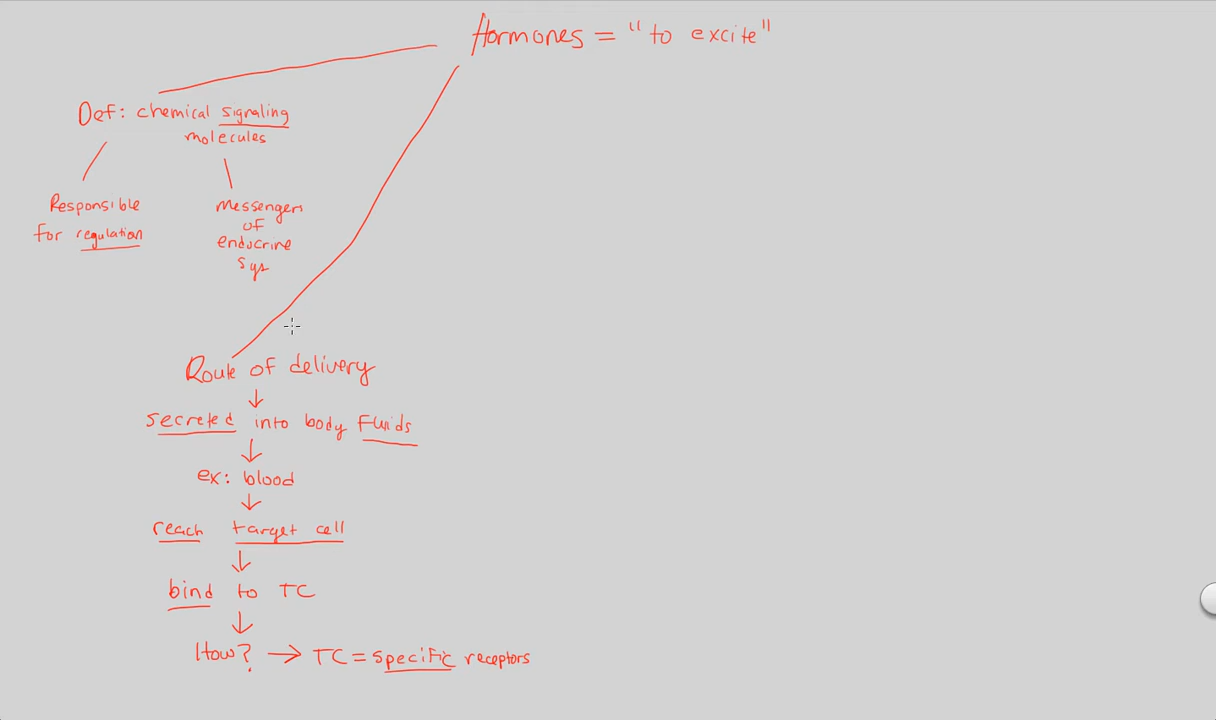 Hormones = "to excite"
Def: chemical signaling
molecules
Responsible
for regulation
Messengers
of
endocrine
sys
Route of delivery
secreted into body fluids
ex: blood
reach target cell
bind to TC
How? → TC = specific receptors